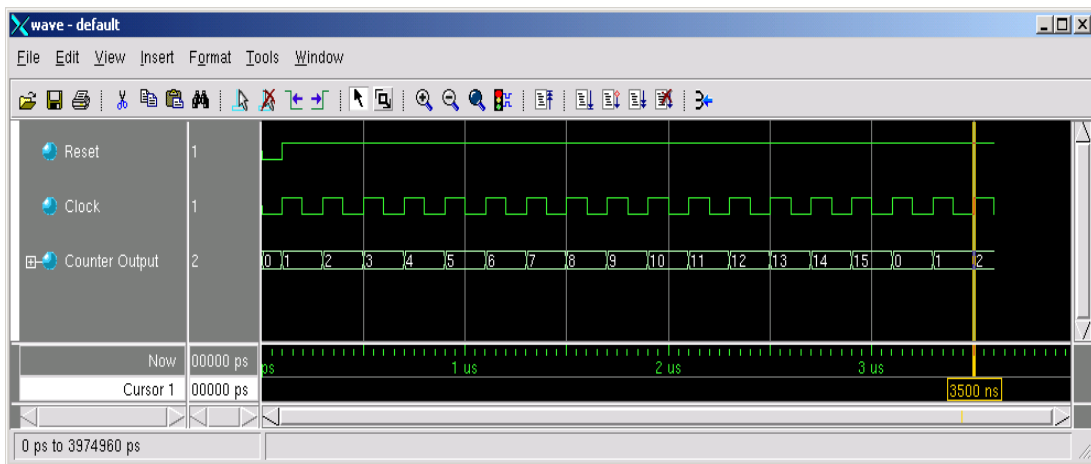 wave - default
File Edit View Insert Format Tools Window
Reset 1
Clock 1
Counter Output 2 0 1 2 3 4 5 6 7 8 9 10 11 12 13 14 15 0 1 2
Now 00000 ps ps 1 us 2 us 3 us
Cursor 1 00000 ps 3500 ns
0 ps to 3974960 ps